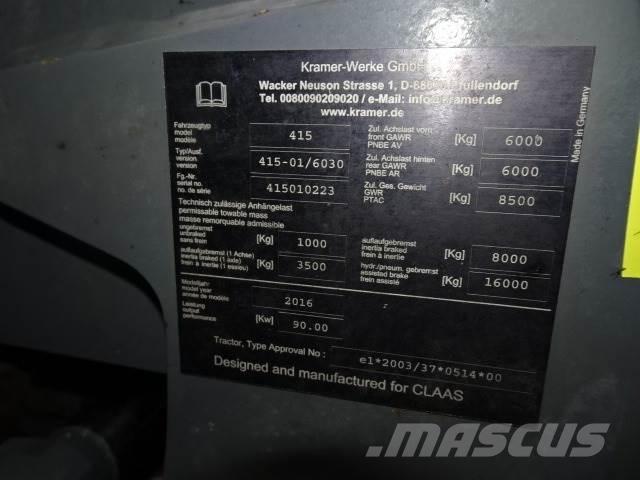 Kramer-Werke GmbH
Wacker Neuson Strasse 1, Pfullendorf
Tel. 0080090209020 / e-Mail: info@kramer.de
www.kramer.de
Fahrzeugtyp
model
modèle
415
Zul. Achslast vorn
front GAWR
PNBE AV
[Kg]
6000
Typ/Ausf.
version
version
415-01/6030
Zul. Achslast hinten
rear GAWR
PNBE AR
[Kg]
6000
Fg.-Nr.
serial no.
no. de série
415010223
Zul. Ges. Gewicht
GWR
PTAC
[Kg]
8500
Technisch zulässige Anhängelast
permissable towable mass
masse remorquable admissible
ungebremst
unbraked
sans frein
[Kg]
1000
auflaufgebremst
inertia braked
frein à inertie
[Kg]
8000
auflaufgebremst (1 Achse)
inertia braked (1 axle)
frein à inertie (1 essieu)
[Kg]
3500
hydr./pneum. gebremst
assisted brake
frein assisté
[Kg]
16000
Modelljahr
model year
année de modèle
2016
Leistung
output
performance
[Kw]
90.00
Tractor, Type Approval No :
e1*2003/37*0514*00
Designed and manufactured for CLAAS
Made in Germany
MASCUS